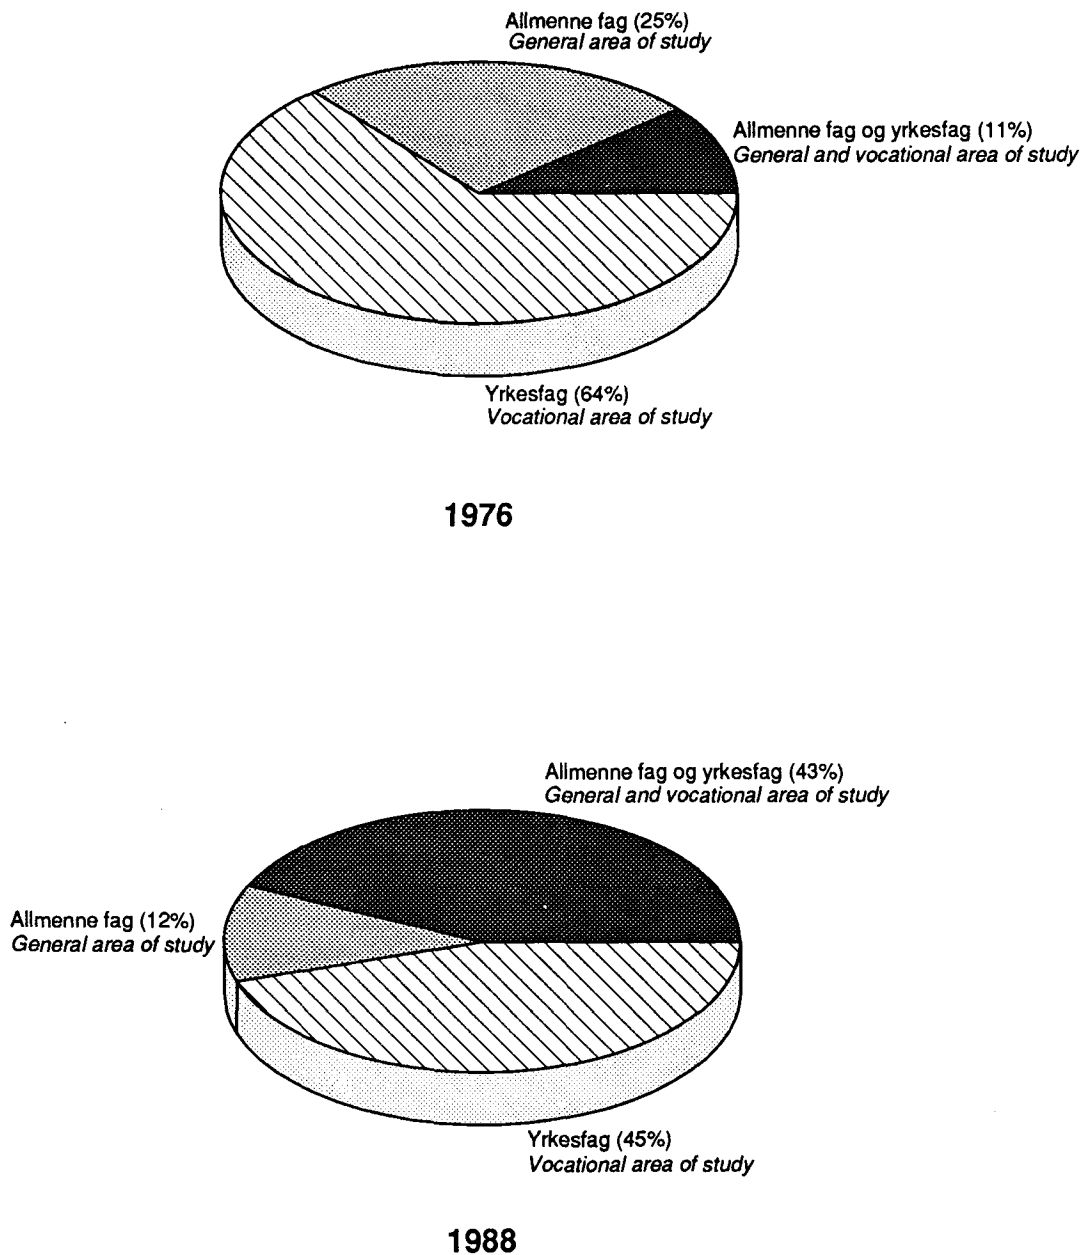 Allmenne fag (25%)
General area of study
Allmenne fag og yrkesfag (11%)
General and vocational area of study
Yrkesfag (64%)
Vocational area of study
1976
Allmenne fag og yrkesfag (43%)
General and vocational area of study
Allmenne fag (12%)
General area of study
Yrkesfag (45%)
Vocational area of study
1988